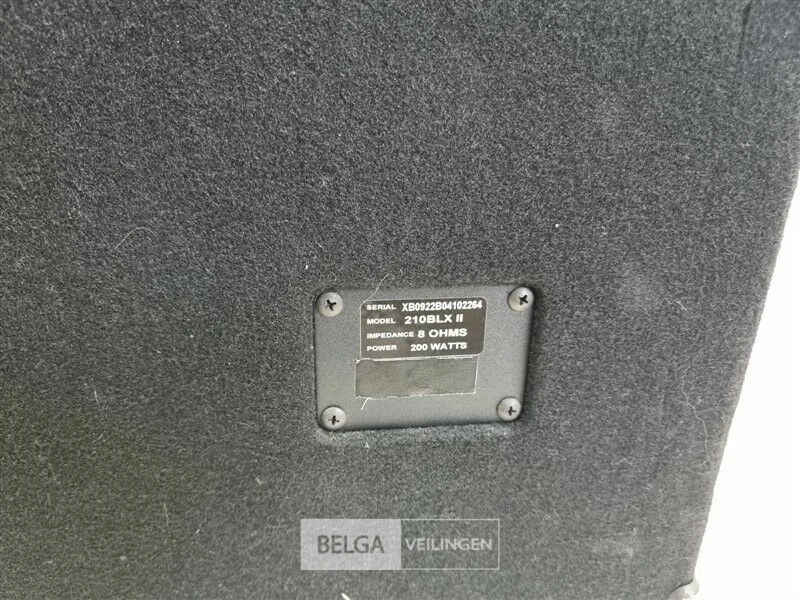 SERIAL XB0922B04102264
MODEL 210BLX II
IMPEDANCE 8 OHMS
POWER 200 WATTS
BELGA VEILINGEN